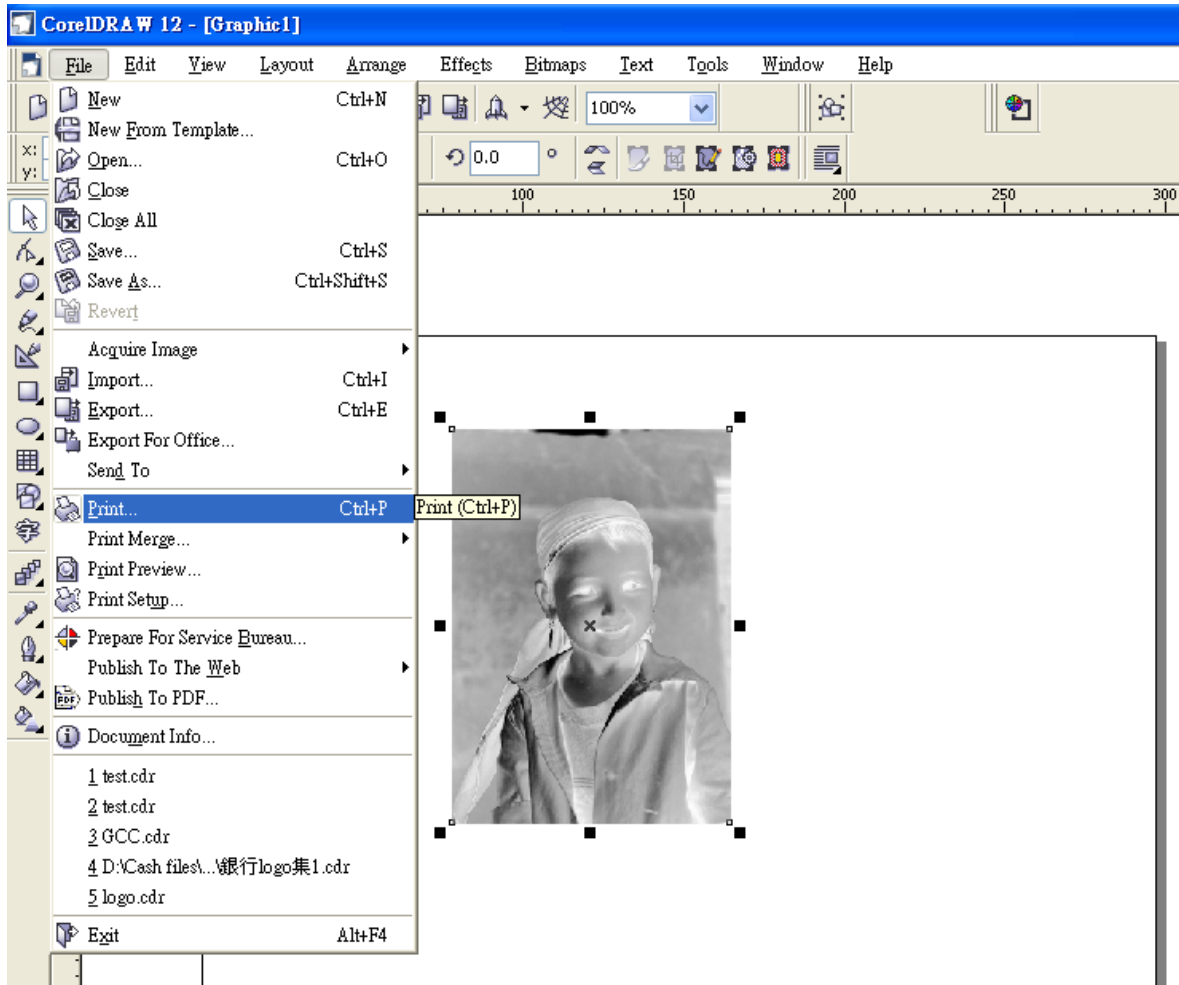 CorelDRAW 12 - [Graphic1]
File Edit View Layout Arrange Effects Bitmaps Text Tools Window Help
100%
x:
y:
0.0 °
100 150 200 250 300
New Ctrl+N
New From Template...
Open... Ctrl+O
Close
Close All
Save... Ctrl+S
Save As... Ctrl+Shift+S
Revert
Acquire Image
Import... Ctrl+I
Export... Ctrl+E
Export For Office...
Send To
Print... Ctrl+P
Print (Ctrl+P)
Print Merge...
Print Preview...
Print Setup...
Prepare For Service Bureau...
Publish To The Web
PDF
Publish To PDF...
Document Info...
1 test.cdr
2 test.cdr
3 GCC.cdr
4 D:\Cash files\...\銀行logo集1.cdr
5 logo.cdr
Exit Alt+F4
字